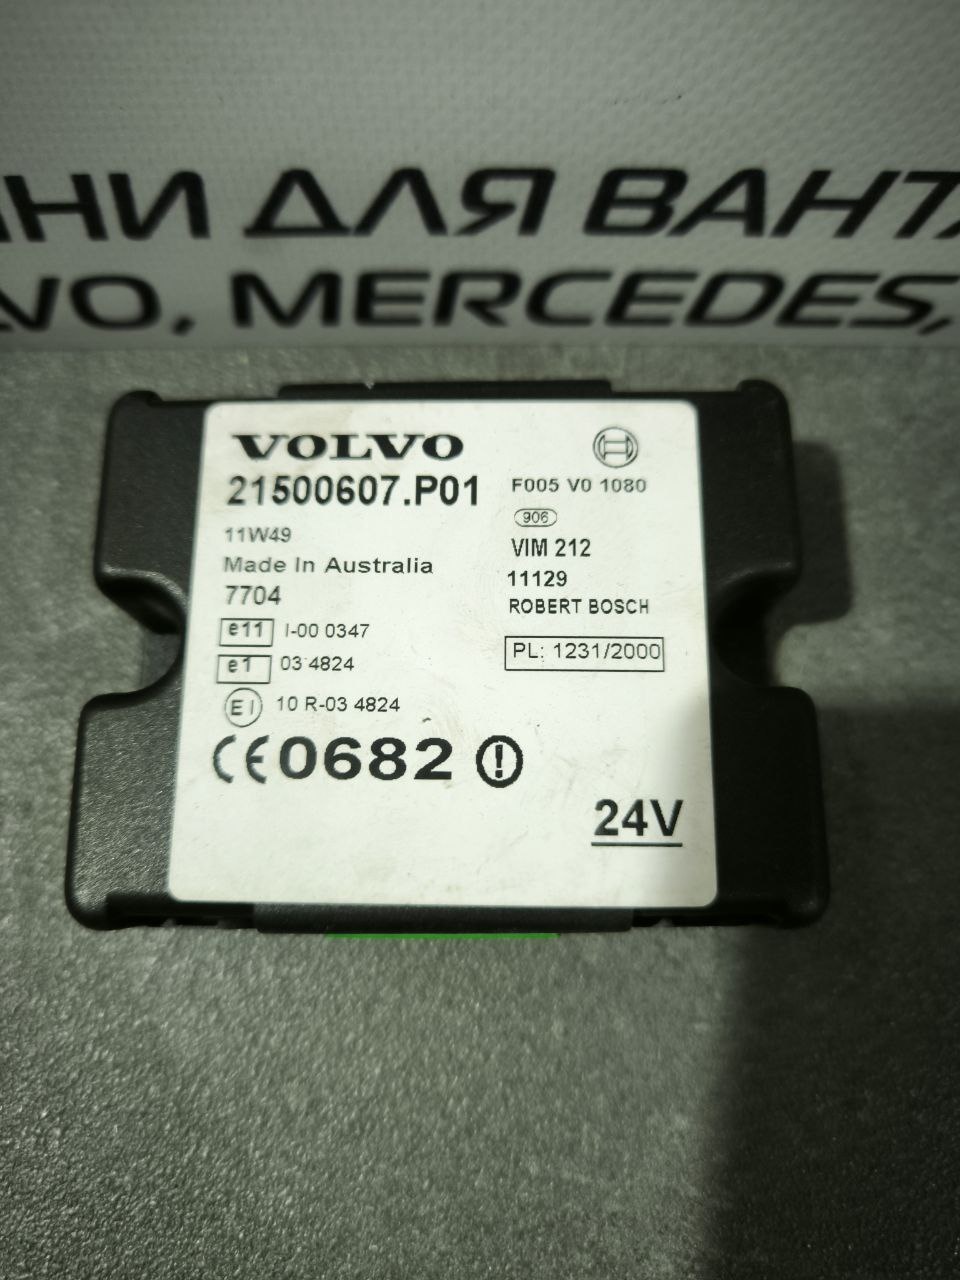 НИ ДЛЯ ВАНТ
VO, MERCEDES,
VOLVO
21500607.P01
11W49
Made In Australia
7704
e11 I-00 0347
e1 03 4824
E1 10 R-03 4824
CE0682
F005 V0 1080
906
VIM 212
11129
ROBERT BOSCH
PL: 1231/2000
24V